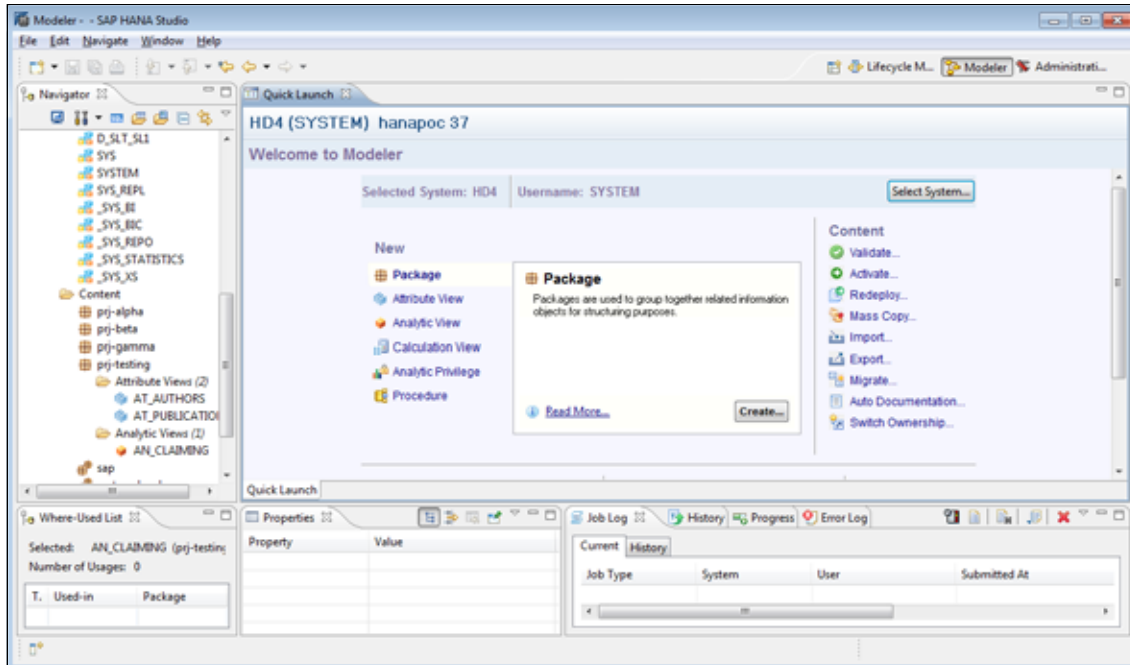 Modeler - - SAP HANA Studio
File Edit Navigate Window Help
Lifecycle M... Modeler Administrati...
Navigator
D_SLT_SL1
SYS
SYSTEM
SYS_REPL
_SYS_BI
_SYS_BIC
_SYS_REPO
_SYS_STATISTICS
_SYS_XS
Content
prj-alpha
prj-beta
prj-gamma
prj-testing
Attribute Views (2)
AT_AUTHORS
AT_PUBLICATIO
Analytic Views (1)
AN_CLAIMING
sap
Quick Launch
HD4 (SYSTEM) hanapoc 37
Welcome to Modeler
Selected System: HD4 Username: SYSTEM Select System...
New
Package
Attribute View
Analytic View
Calculation View
Analytic Privilege
Procedure
Package
Packages are used to group together related information
objects for structuring purposes.
Read More... Create...
Content
Validate...
Activate...
Redeploy...
Mass Copy...
Import...
Export...
Migrate...
Auto Documentation...
Switch Ownership...
Quick Launch
Where-Used List
Selected: AN_CLAIMING (prj-testing
Number of Usages: 0
T. Used-in Package
Properties
Property Value
Job Log History Progress Error Log
Current History
Job Type System User Submitted At